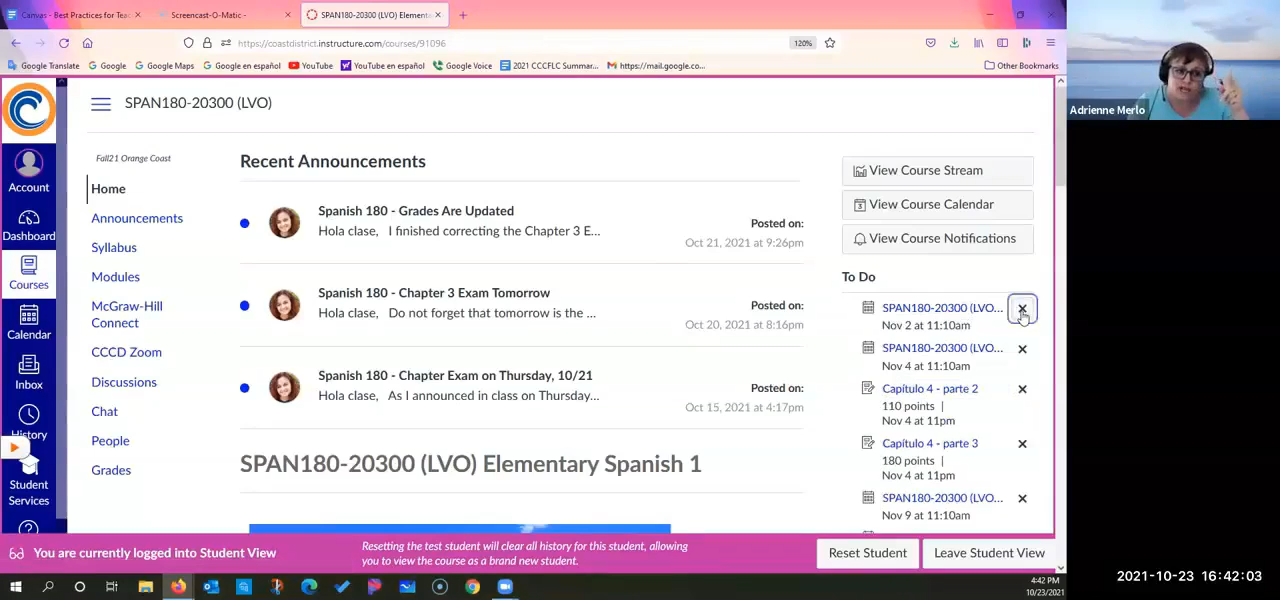 Canvas - Best Practices for Tea
Screencast-O-Matic -
SPAN180-20300 (LVO) Element
https://coastdistrict.instructure.com/courses/91096
120%
Google Translate
Google
Google Maps
Google en español
YouTube
YouTube en español
Google Voice
2021 CCCFLC Summar...
https://mail.google.co...
Other Bookmarks
Adrienne Merlo
SPAN180-20300 (LVO)
Account
Dashboard
Courses
Calendar
Inbox
History
Student
Services
Fall21 Orange Coast
Home
Announcements
Syllabus
Modules
McGraw-Hill
Connect
CCCD Zoom
Discussions
Chat
People
Grades
Recent Announcements
Spanish 180 - Grades Are Updated
Hola clase, I finished correcting the Chapter 3 E...
Posted on:
Oct 21, 2021 at 9:26pm
Spanish 180 - Chapter 3 Exam Tomorrow
Hola clase, Do not forget that tomorrow is the ...
Posted on:
Oct 20, 2021 at 8:16pm
Spanish 180 - Chapter Exam on Thursday, 10/21
Hola clase, As I announced in class on Thursday...
Posted on:
Oct 15, 2021 at 4:17pm
SPAN180-20300 (LVO) Elementary Spanish 1
View Course Stream
View Course Calendar
View Course Notifications
To Do
SPAN180-20300 (LVO...
Nov 2 at 11:10am
SPAN180-20300 (LVO...
Nov 4 at 11:10am
Capítulo 4 - parte 2
110 points |
Nov 4 at 11pm
Capítulo 4 - parte 3
180 points |
Nov 4 at 11pm
SPAN180-20300 (LVO...
Nov 9 at 11:10am
You are currently logged into Student View
Resetting the test student will clear all history for this student, allowing
you to view the course as a brand new student.
Reset Student
Leave Student View
4:42 PM
10/23/2021
2021-10-23 16:42:03